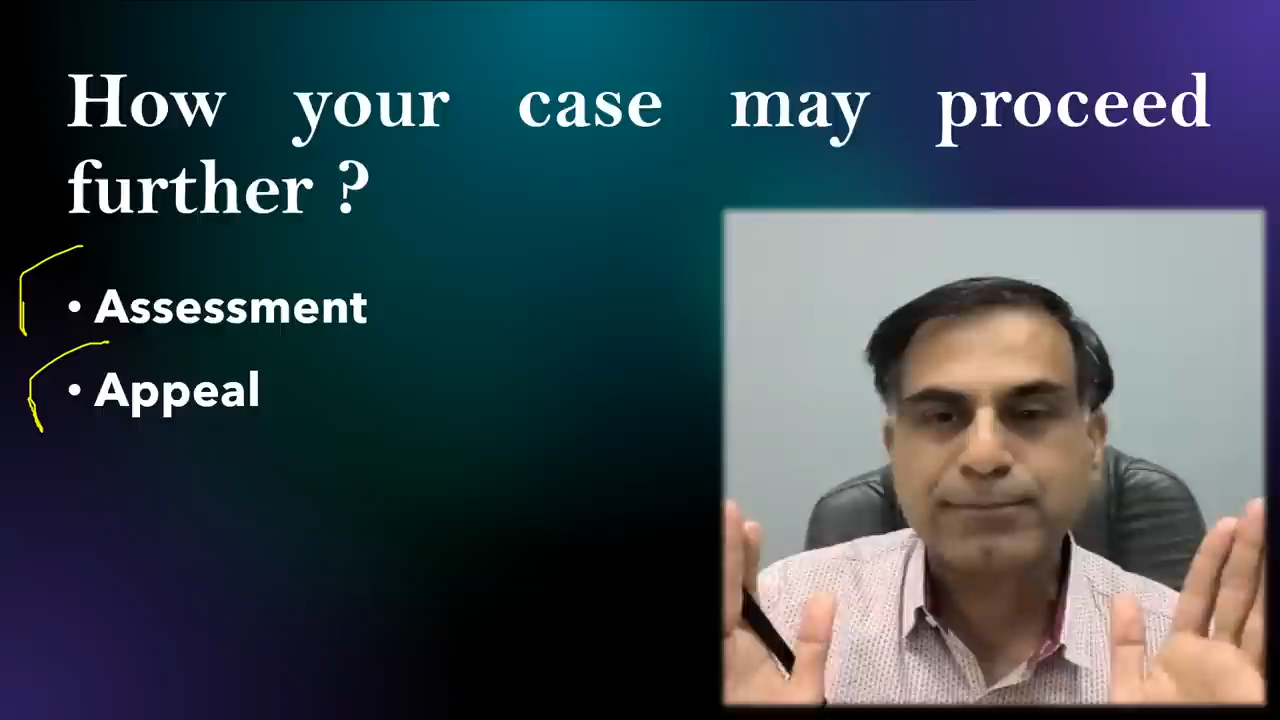 How your case may proceed
further ?
• Assessment
• Appeal